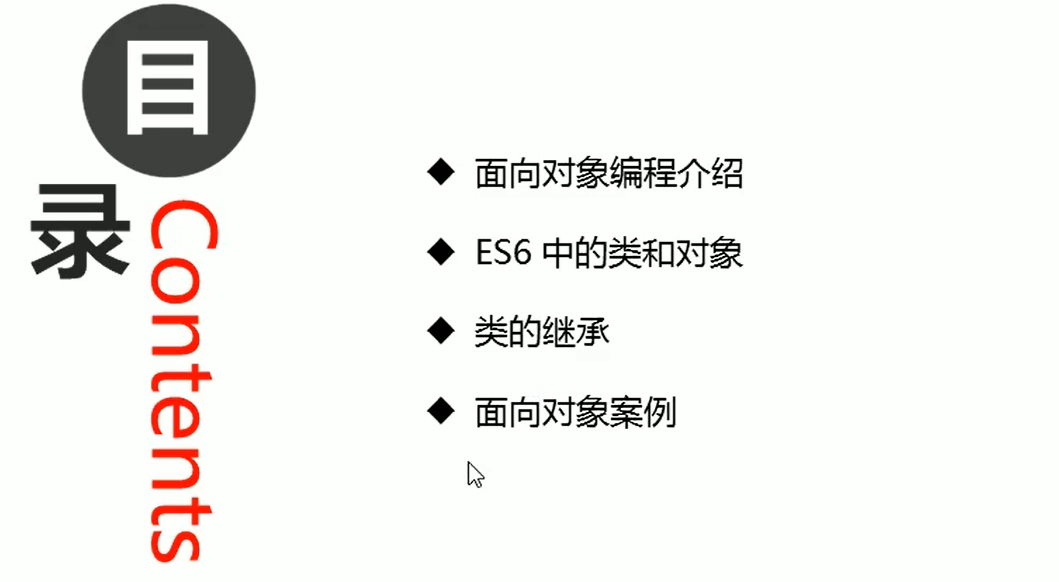 目录
Contents
◆ 面向对象编程介绍
◆ ES6 中的类和对象
◆ 类的继承
◆ 面向对象案例